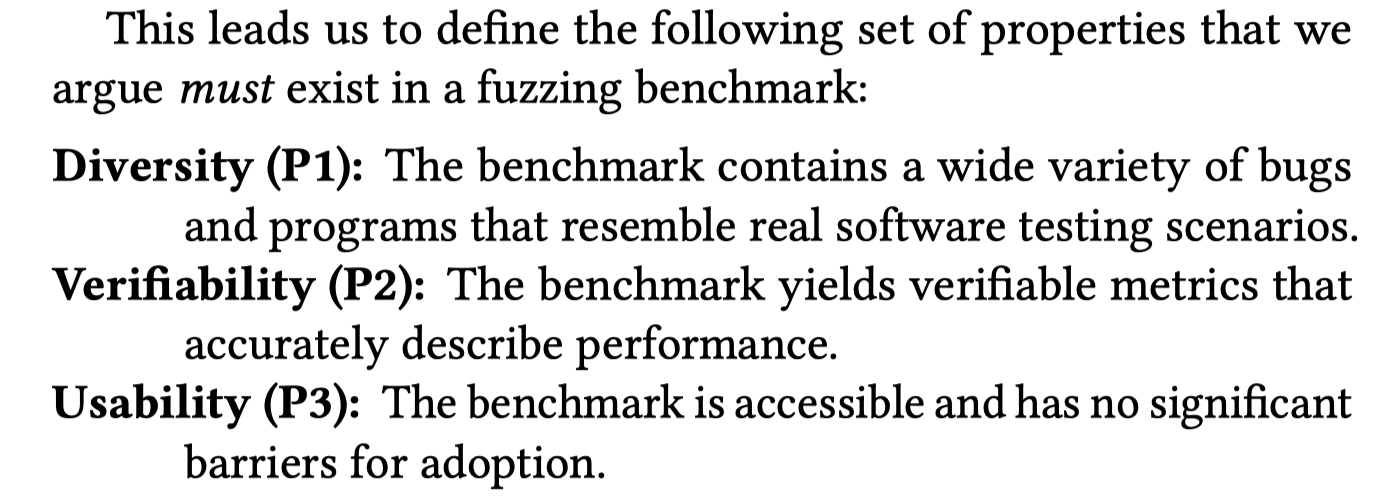 This leads us to define the following set of properties that we
argue must exist in a fuzzing benchmark:
Diversity (P1): The benchmark contains a wide variety of bugs
and programs that resemble real software testing scenarios.
Verifiability (P2): The benchmark yields verifiable metrics that
accurately describe performance.
Usability (P3): The benchmark is accessible and has no significant
barriers for adoption.